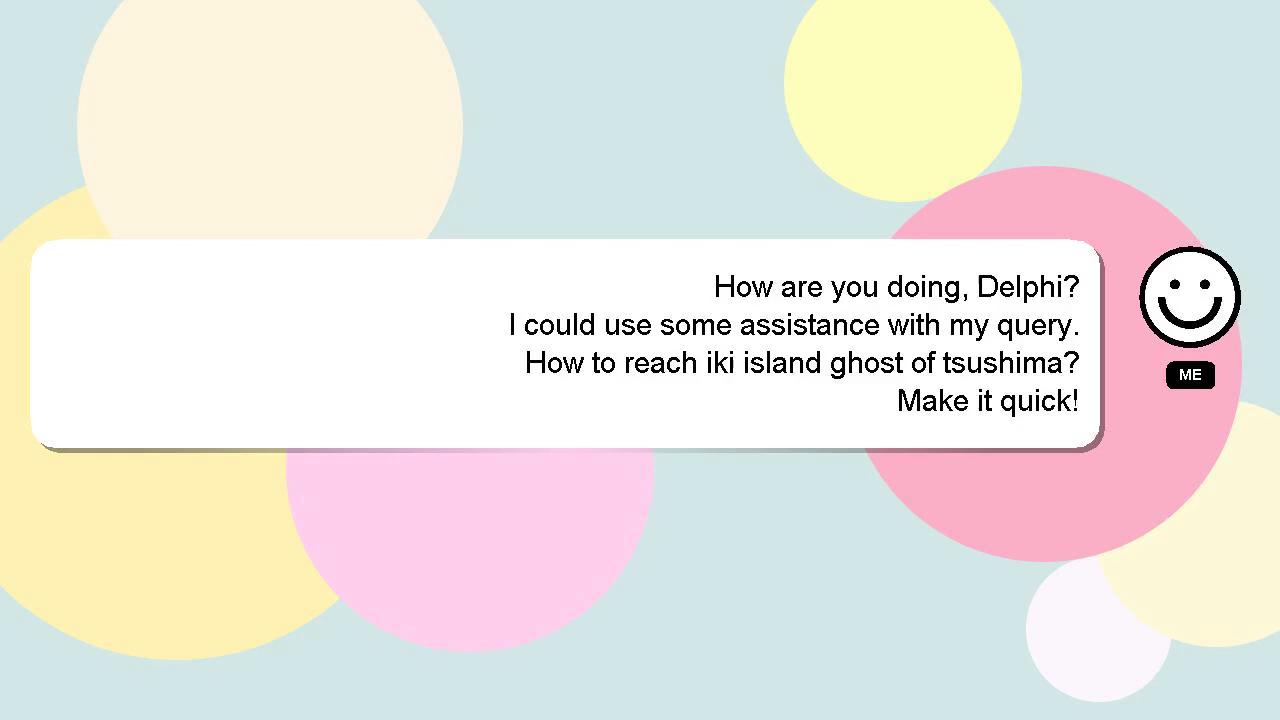 How are you doing, Delphi?
I could use some assistance with my query.
How to reach iki island ghost of tsushima?
Make it quick!
ME